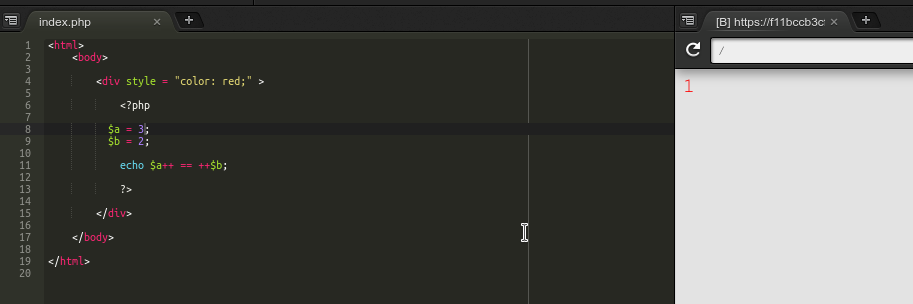 index.php
[B] https://f11bccb3c
/
1 <html>
2 <body>
3
4 <div style = "color: red;" >
5
6 <?php
7
8 $a = 3;
9 $b = 2;
10
11 echo $a++ == ++$b;
12
13 ?>
14
15 </div>
16
17 </body>
18
19 </html>
20
1